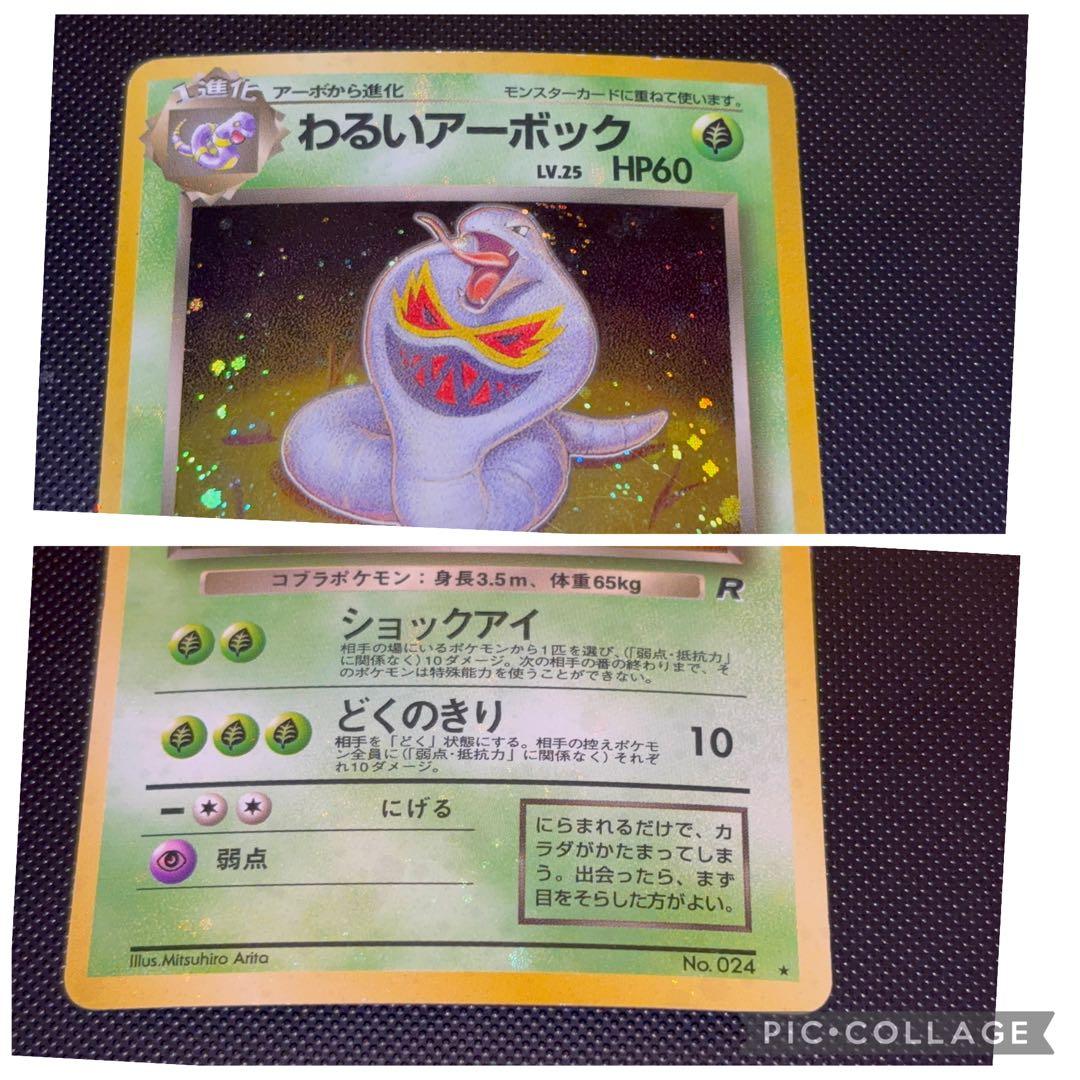 1進化
アーボから進化
モンスターカードに重ねて使います。
わるいアーボック
LV.25 HP60
コブラポケモン：身長3.5m、体重65kg
R
ショックアイ
相手の場にいるポケモンから1匹を選び、(「弱点・抵抗力」
に関係なく)10ダメージ。次の相手の番の終わりまで、そ
のポケモンは特殊能力を使うことができない。
どくのきり
相手を「どく」状態にする。相手の控えポケモ
ン全員に(「弱点・抵抗力」に関係なく)それぞ
れ10ダメージ。
10
にげる
弱点
にらまれるだけで、カ
ラダがかたまってしま
う。出会ったら、まず
目をそらした方がよい。
Illus.Mitsuhiro Arita
No. 024 ★
PIC•COLLAGE